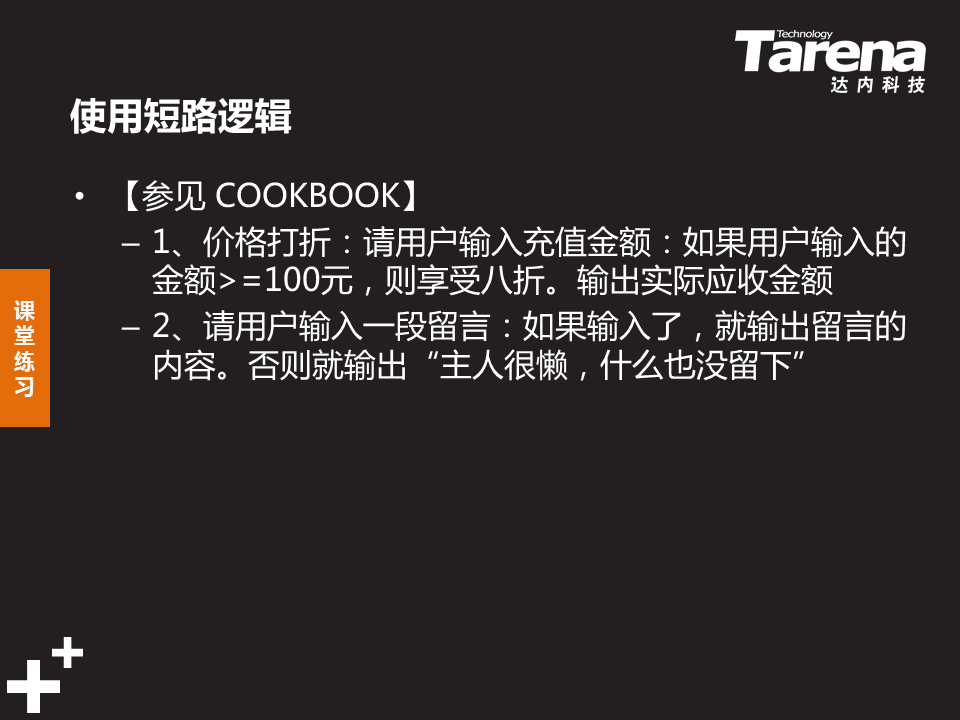 Technology
Tarena
达内科技
使用短路逻辑
• 【参见 COOKBOOK】
– 1、价格打折：请用户输入充值金额：如果用户输入的
金额>=100元，则享受八折。输出实际应收金额
– 2、请用户输入一段留言：如果输入了，就输出留言的
内容。否则就输出“主人很懒，什么也没留下”
课
堂
练
习